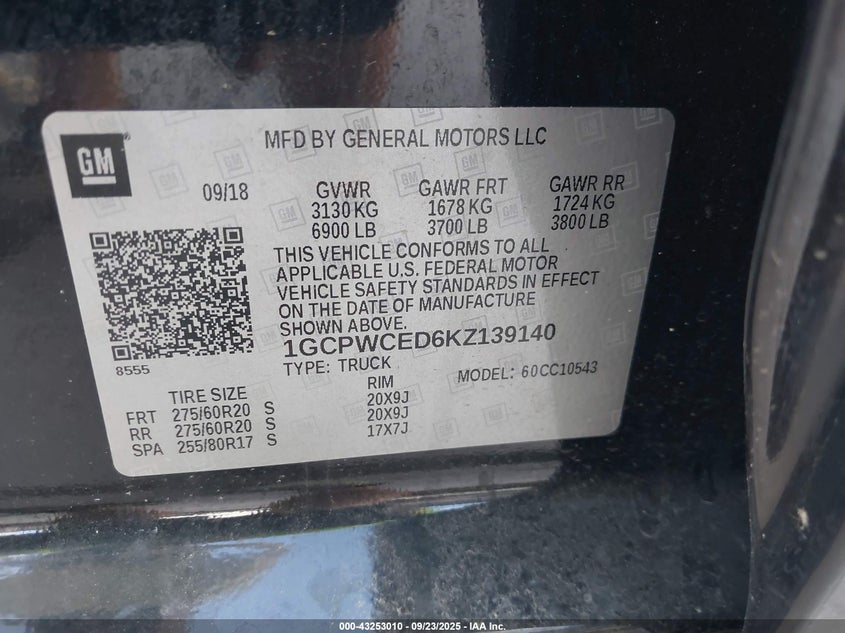 GM
MFD BY GENERAL MOTORS LLC
09/18
GVWR GAWR FRT GAWR RR
3130 KG 1678 KG 1724 KG
6900 LB 3700 LB 3800 LB
THIS VEHICLE CONFORMS TO ALL
APPLICABLE U.S. FEDERAL MOTOR
VEHICLE SAFETY STANDARDS IN EFFECT
ON THE DATE OF MANUFACTURE
SHOWN ABOVE.
1GCPWCED6KZ139140
8555
TYPE: TRUCK MODEL: 60CC10543
TIRE SIZE RIM
FRT 275/60R20 S 20X9J
RR 275/60R20 S 20X9J
SPA 255/80R17 S 17X7J
000-43253010 - 09/23/2025 - IAA Inc.